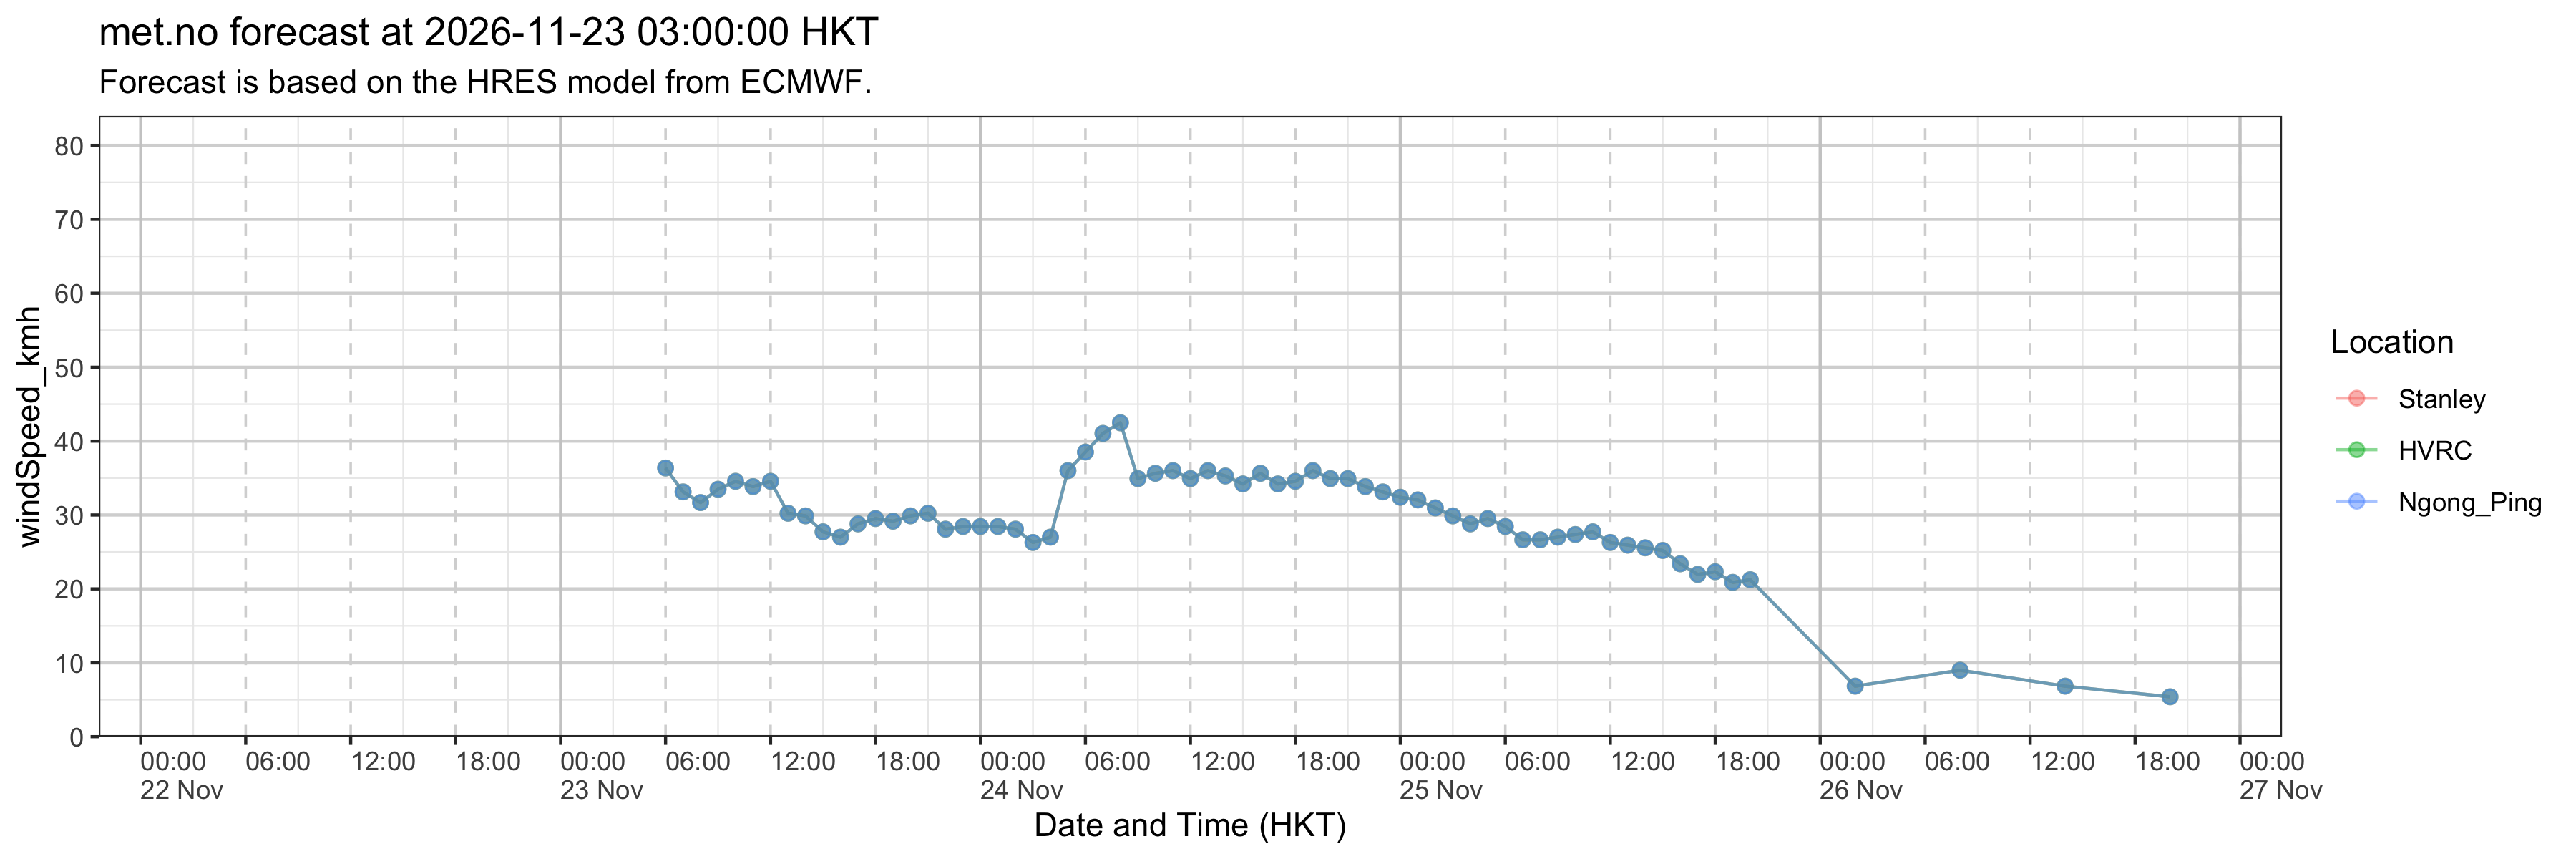 met.no forecast at 2026-11-23 03:00:00 HKT
Forecast is based on the HRES model from ECMWF.
windSpeed_kmh
80
70
60
50
40
30
20
10
0
00:00 06:00 12:00 18:00 00:00 06:00 12:00 18:00 00:00 06:00 12:00 18:00 00:00 06:00 12:00 18:00 00:00 06:00 12:00 18:00 00:00
22 Nov 23 Nov 24 Nov 25 Nov 26 Nov 27 Nov
Date and Time (HKT)
Location
Stanley
HVRC
Ngong_Ping